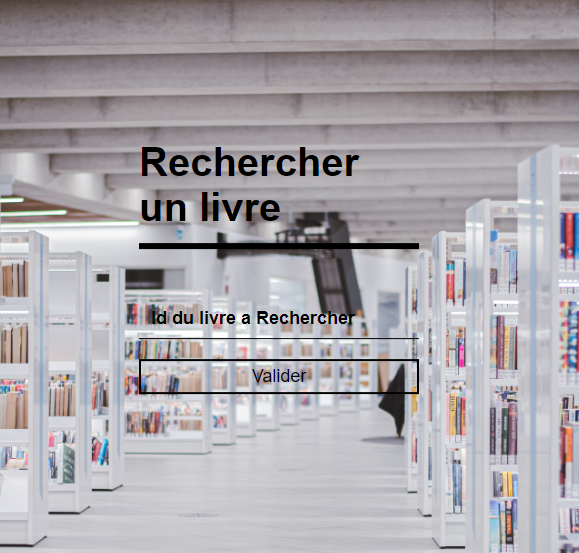 Rechercher
un livre
Id du livre a Rechercher
Valider